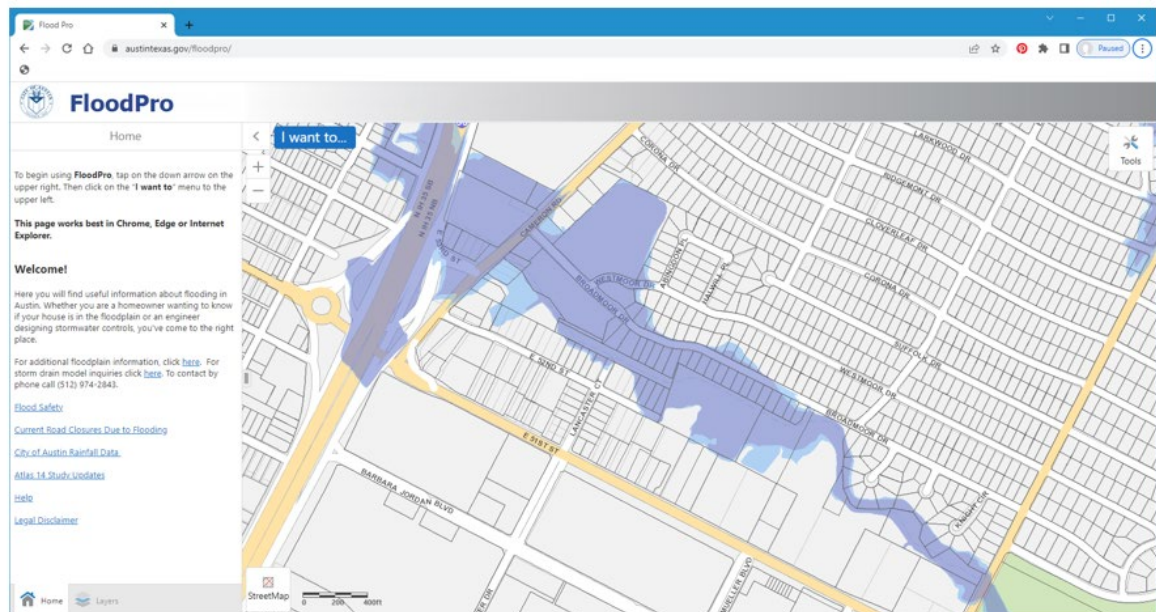 Flood Pro
austintexas.gov/floodpro/
Paused
FloodPro
Home
I want to...
Tools
To begin using FloodPro, tap on the down arrow on the
upper right. Then click on the "I want to" menu to the
upper left.
This page works best in Chrome, Edge or Internet
Explorer.
Welcome!
Here you will find useful information about flooding in
Austin. Whether you are a homeowner wanting to know
if your house is in the floodplain or an engineer
designing stormwater controls, you've come to the right
place.
For additional floodplain information, click here. For
storm drain model inquiries click here. To contact by
phone call (512) 974-2843.
Flood Safety
Current Road Closures Due to Flooding
City of Austin Rainfall Data
Atlas 14 Study Updates
Help
Legal Disclaimer
Home
Layers
StreetMap
0 200 400ft
CORONA DR
LARKWOOD DR
RIDGEMONT DR
CLOVERLEAF DR
CORONA DR
SUFFOLK DR
WESTMOOR DR
BROADMOOR DR
KNIGHT CIR
N IH 35 NB
N IH 35 NB
E 52ND ST
CAMERON RD
WESTMOOR DR
BROADMOOR DR
ABINGDON PL
E 52ND ST
E 51ST ST
BARBARA JORDAN BLVD